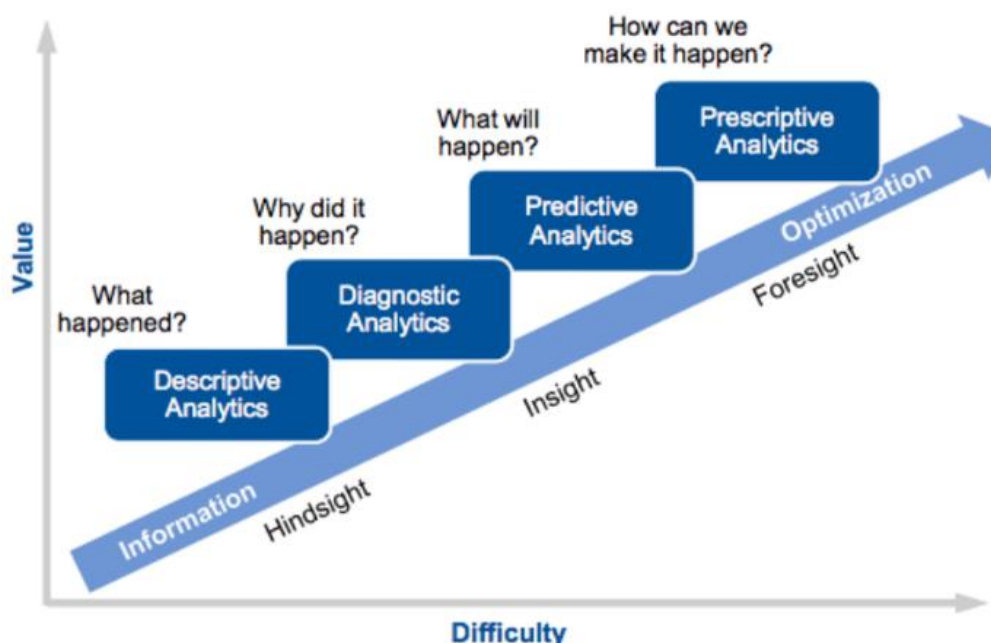 How can we
make it happen?
Prescriptive
Analytics
What will
happen?
Predictive
Analytics
Why did it
happen?
Diagnostic
Analytics
What
happened?
Descriptive
Analytics
Value
Information
Hindsight
Insight
Optimization
Foresight
Difficulty